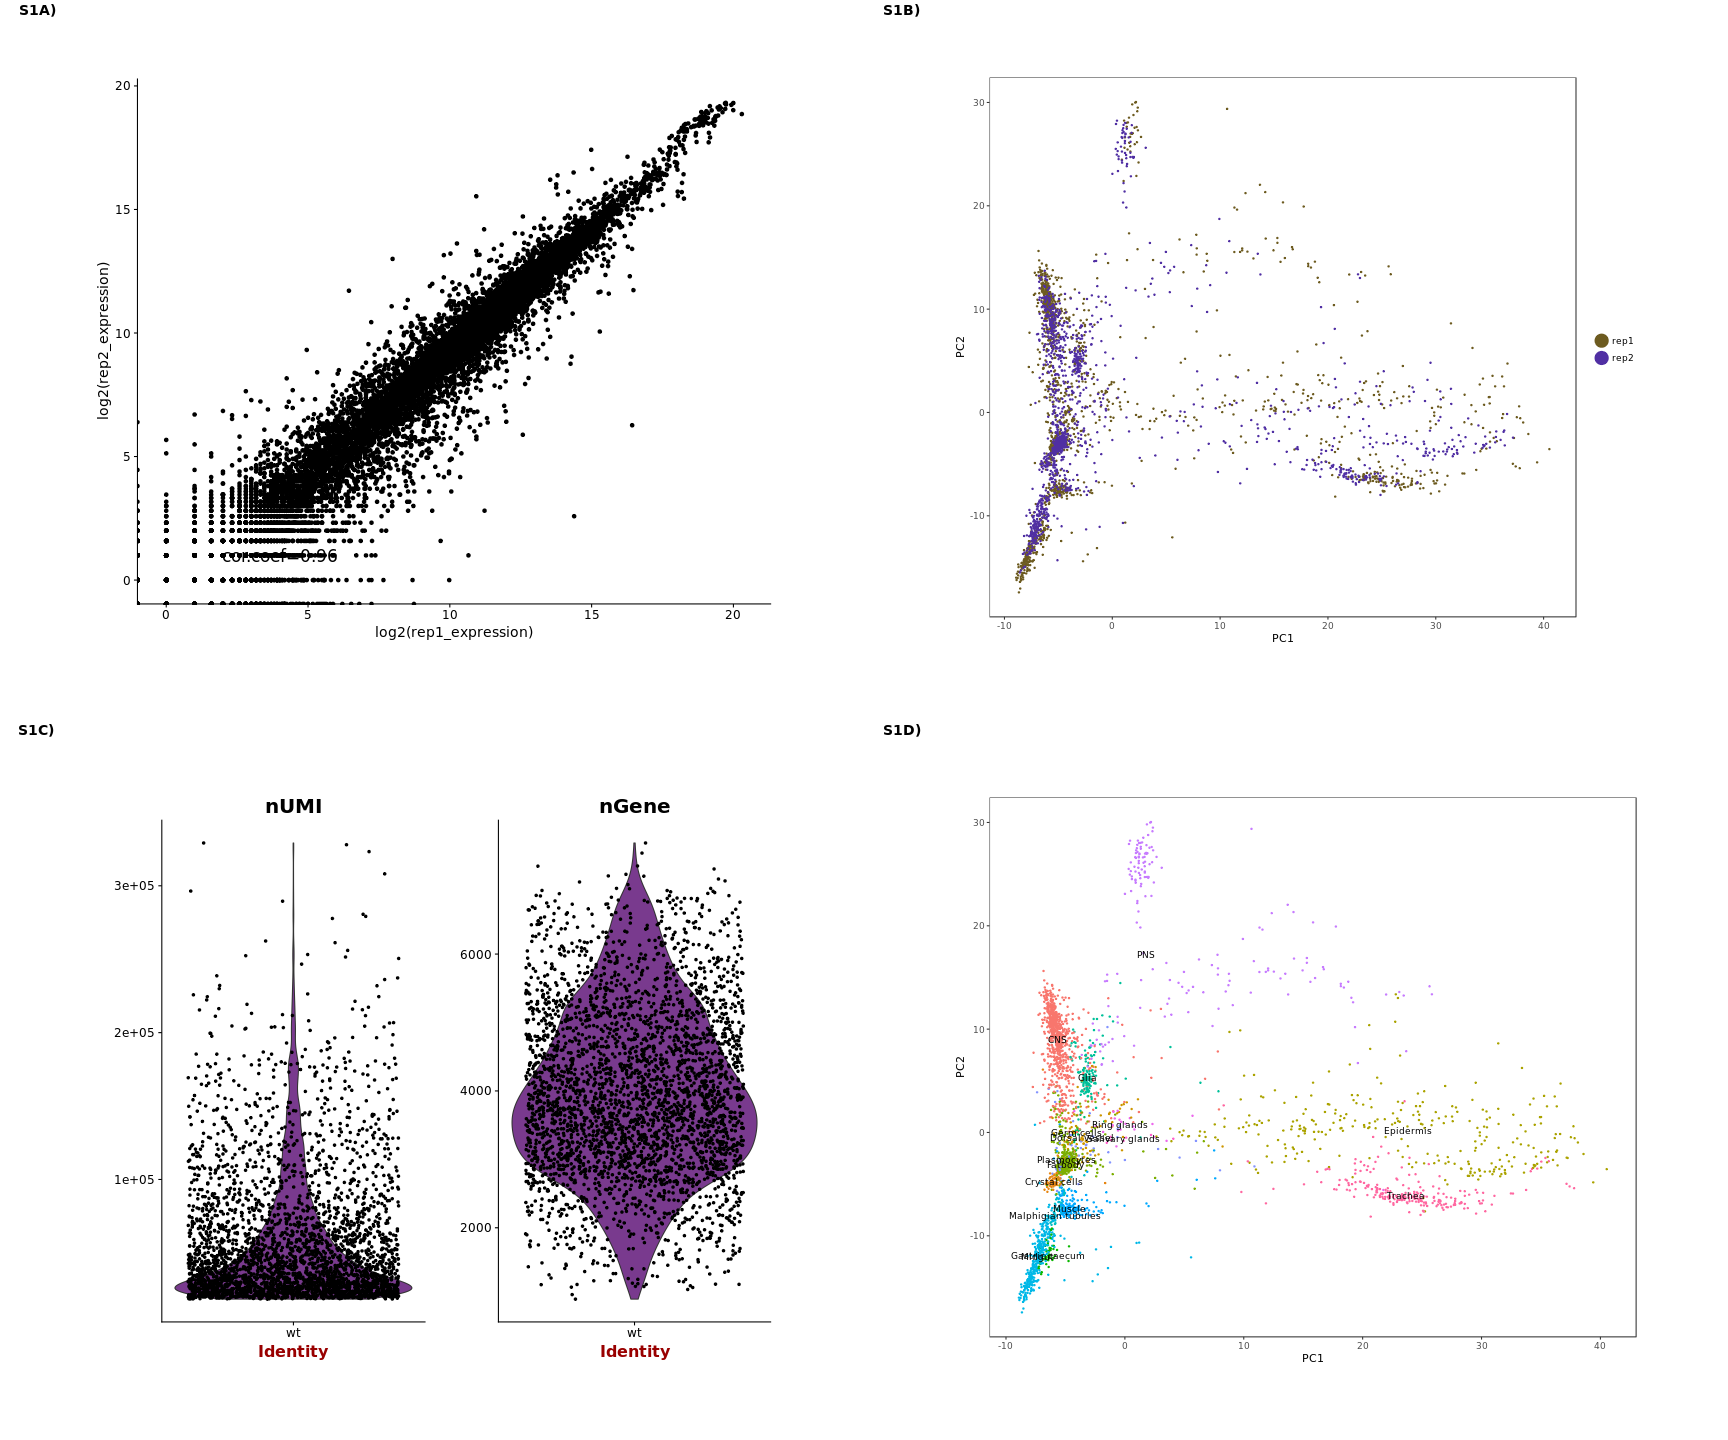 S1A)
20
15
10
5
0
log2(rep2_expression)
cor.coef=0.96
0 5 10 15 20
log2(rep1_expression)
S1B)
30
20
10
0
-10
PC2
-10 0 10 20 30 40
PC1
rep1
rep2
S1C)
nUMI
3e+05
2e+05
1e+05
wt
Identity
nGene
6000
4000
2000
wt
Identity
S1D)
30
20
10
0
-10
PC2
PNS
CNS
Glia
Ring glands
Germ cells
Dorsal vessel
Salivary glands
Epidermis
Plasmocytes
Fatbody
Crystal cells
Trachea
Muscle
Malphigian tubules
-10 0 10 20 30 40
PC1